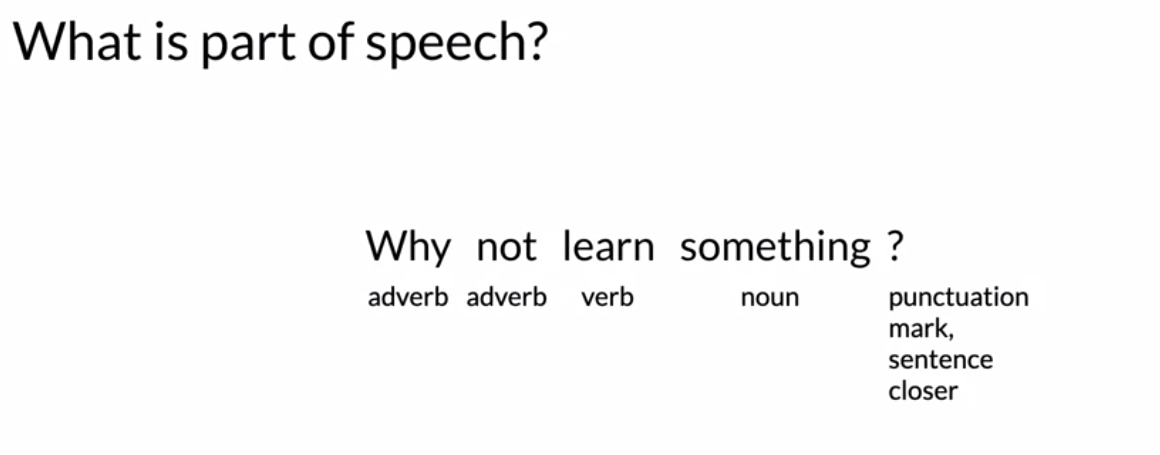 What is part of speech?
Why not learn something ?
adverb adverb verb noun punctuation
mark,
sentence
closer